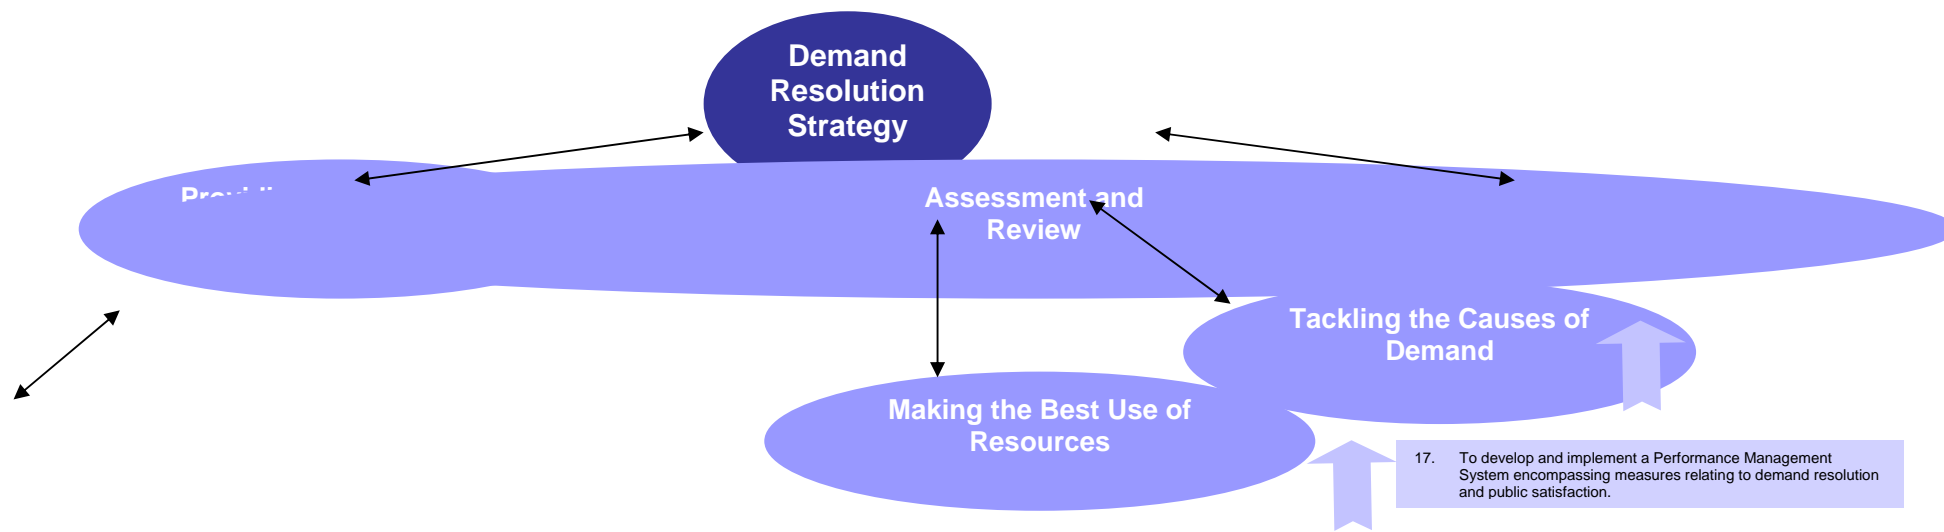 Demand
Resolution
Strategy
Assessment and
Review
Tackling the Causes of
Demand
Making the Best Use of
Resources
17. To develop and implement a Performance Management
System encompassing measures relating to demand resolution
and public satisfaction.